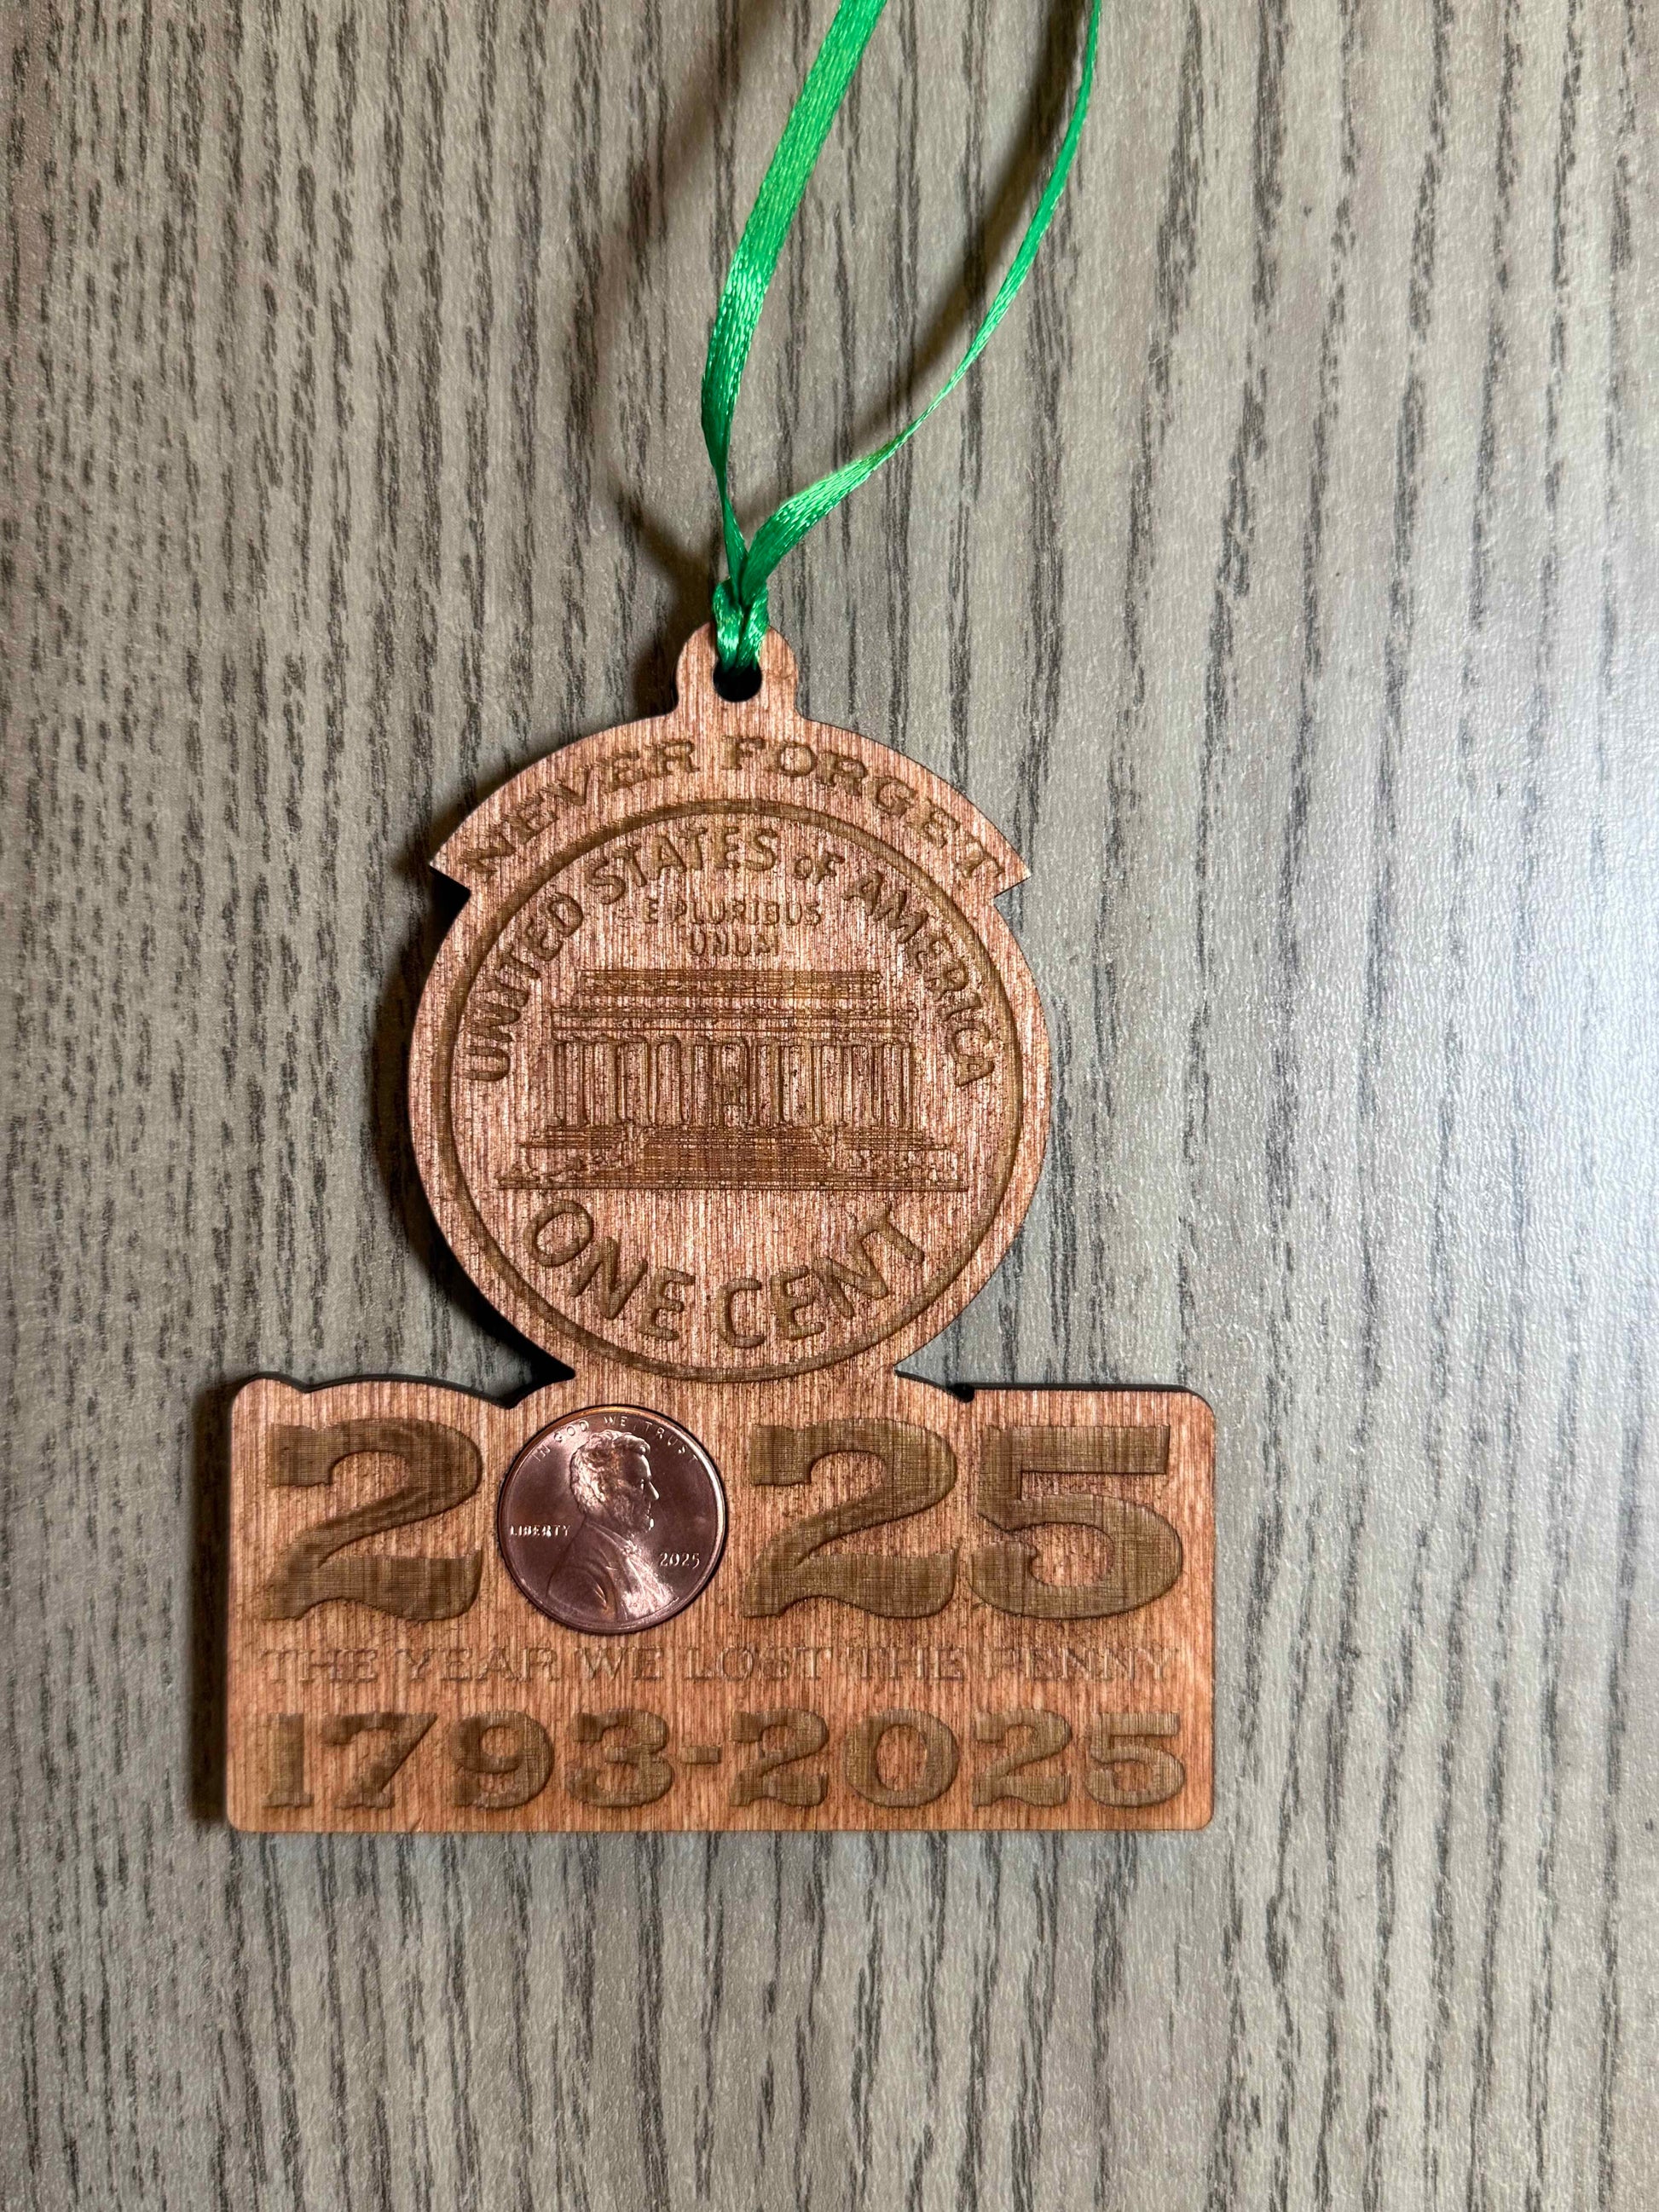 NEVER FORGET
UNITED STATES OF AMERICA
E PLURIBUS
UNUM
ONE CENT
2025
IN GOD WE TRUST
LIBERTY
2025
THE YEAR WE LOST THE PENNY
1793-2025